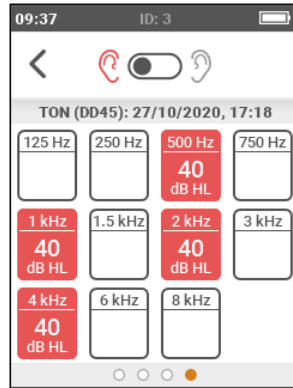 09:37 ID: 3
TON (DD45): 27/10/2020, 17:18
125 Hz 250 Hz 500 Hz 750 Hz
40
dB HL
1 kHz 1.5 kHz 2 kHz 3 kHz
40 40
dB HL dB HL
4 kHz 6 kHz 8 kHz
40
dB HL